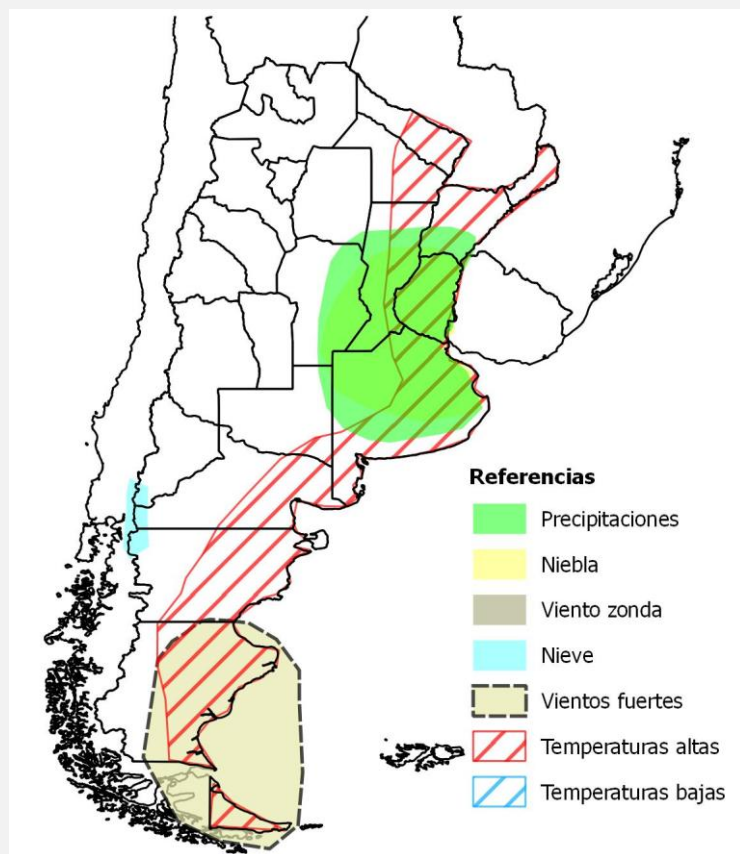 Referencias
Precipitaciones
Niebla
Viento zonda
Nieve
Vientos fuertes
Temperaturas altas
Temperaturas bajas